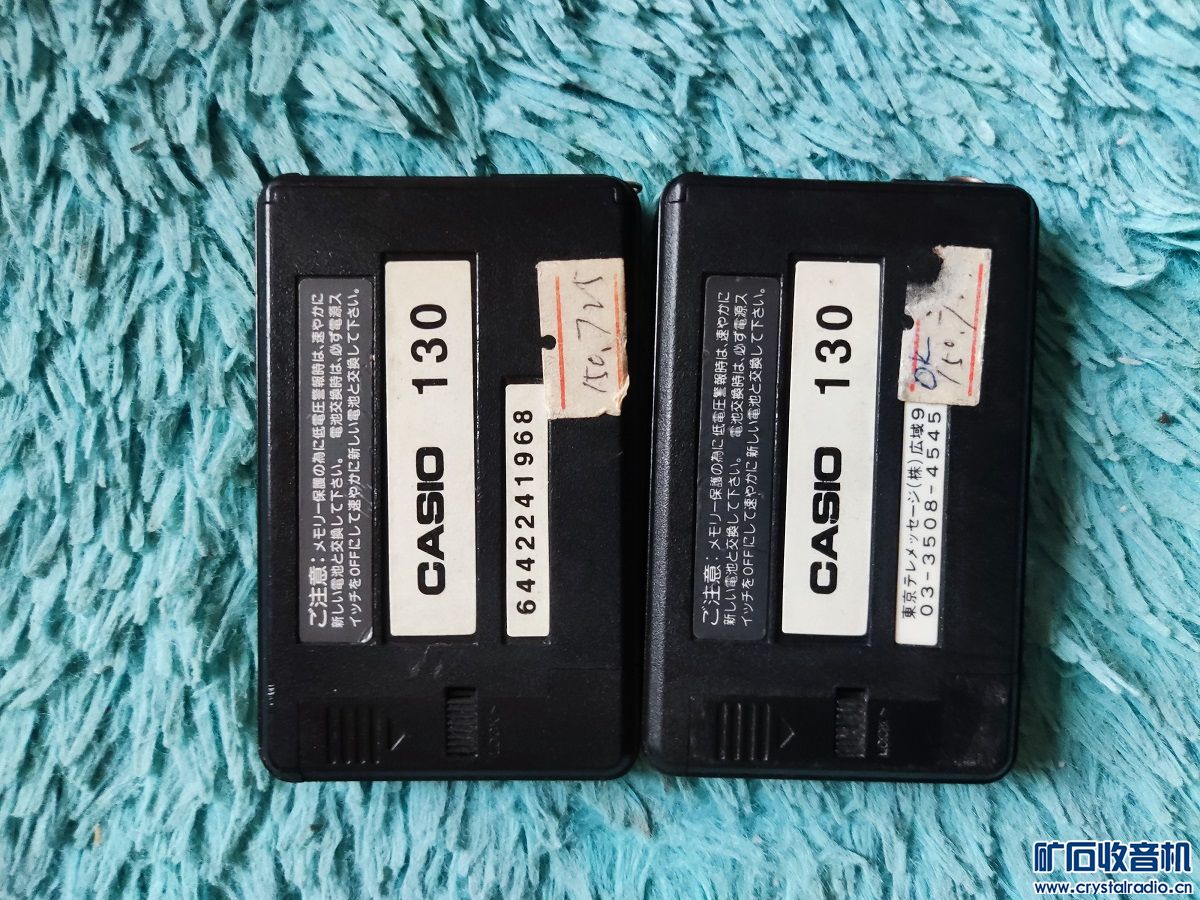 ご注意：メモリー保護の為に低電圧警報時は、速やかに
新しい電池と交換して下さい。 電池交換時は、必ず電源ス
イッチをOFFにして速やかに新しい電池と交換して下さい。
CASIO 130
6442241968
150.725
LOCK
ご注意：メモリー保護の為に低電圧警報時は、速やかに
新しい電池と交換して下さい。 電池交換時は、必ず電源ス
イッチをOFFにして速やかに新しい電池と交換して下さい。
CASIO 130
東京テレメッセージ(株)広域9
03-3508-4545
OK
150.7
LOCK
矿石收音机
www.crystalradio.cn